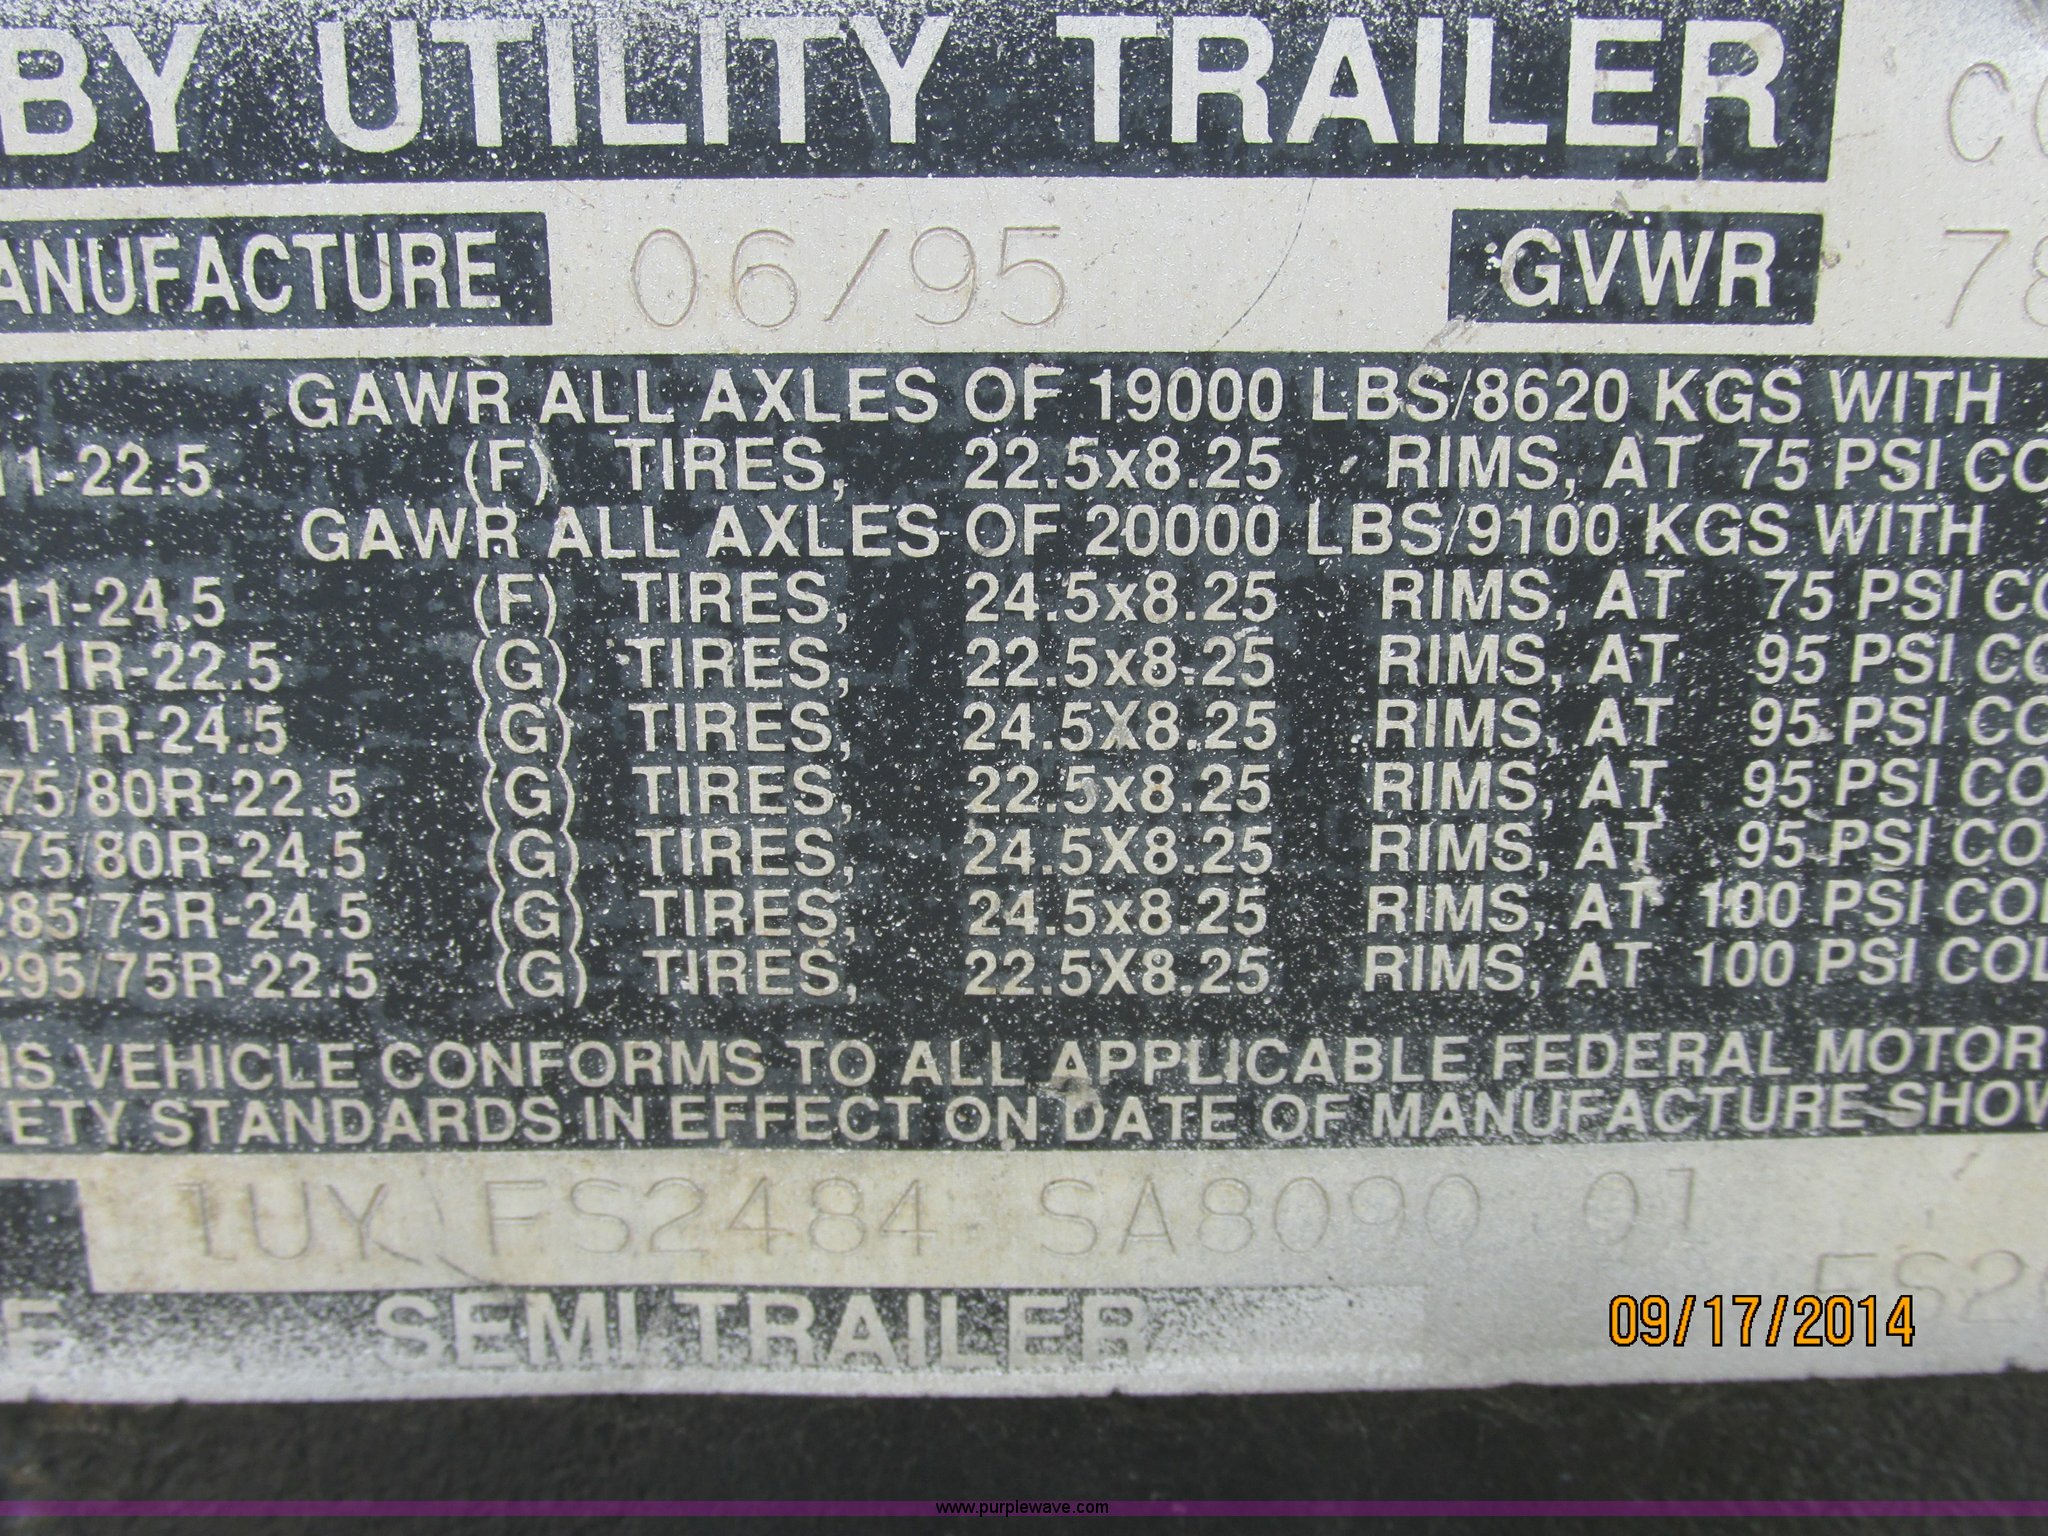 BY UTILITY TRAILER
ANUFACTURE 06/95 GVWR 78
GAWR ALL AXLES OF 19000 LBS/8620 KGS WITH
11-22.5 (F) TIRES, 22.5x8.25 RIMS, AT 75 PSI CO
GAWR ALL AXLES OF 20000 LBS/9100 KGS WITH
11-24.5 (F) TIRES, 24.5x8.25 RIMS, AT 75 PSI CO
11R-22.5 (G) TIRES, 22.5x8.25 RIMS, AT 95 PSI CO
11R-24.5 (G) TIRES, 24.5X8.25 RIMS, AT 95 PSI CO
75/80R-22.5 (G) TIRES, 22.5x8.25 RIMS, AT 95 PSI CO
75/80R-24.5 (G) TIRES, 24.5X8.25 RIMS, AT 95 PSI CO
285/75R-24.5 (G) TIRES, 24.5x8.25 RIMS, AT 100 PSI COL
295/75R-22.5 (G) TIRES, 22.5X8.25 RIMS, AT 100 PSI COL
IS VEHICLE CONFORMS TO ALL APPLICABLE FEDERAL MOTOR
ETY STANDARDS IN EFFECT ON DATE OF MANUFACTURE SHOW
1UY FS2484 SA8090 01
FS2
E SEMI TRAILER
09/17/2014
www.purplewave.com